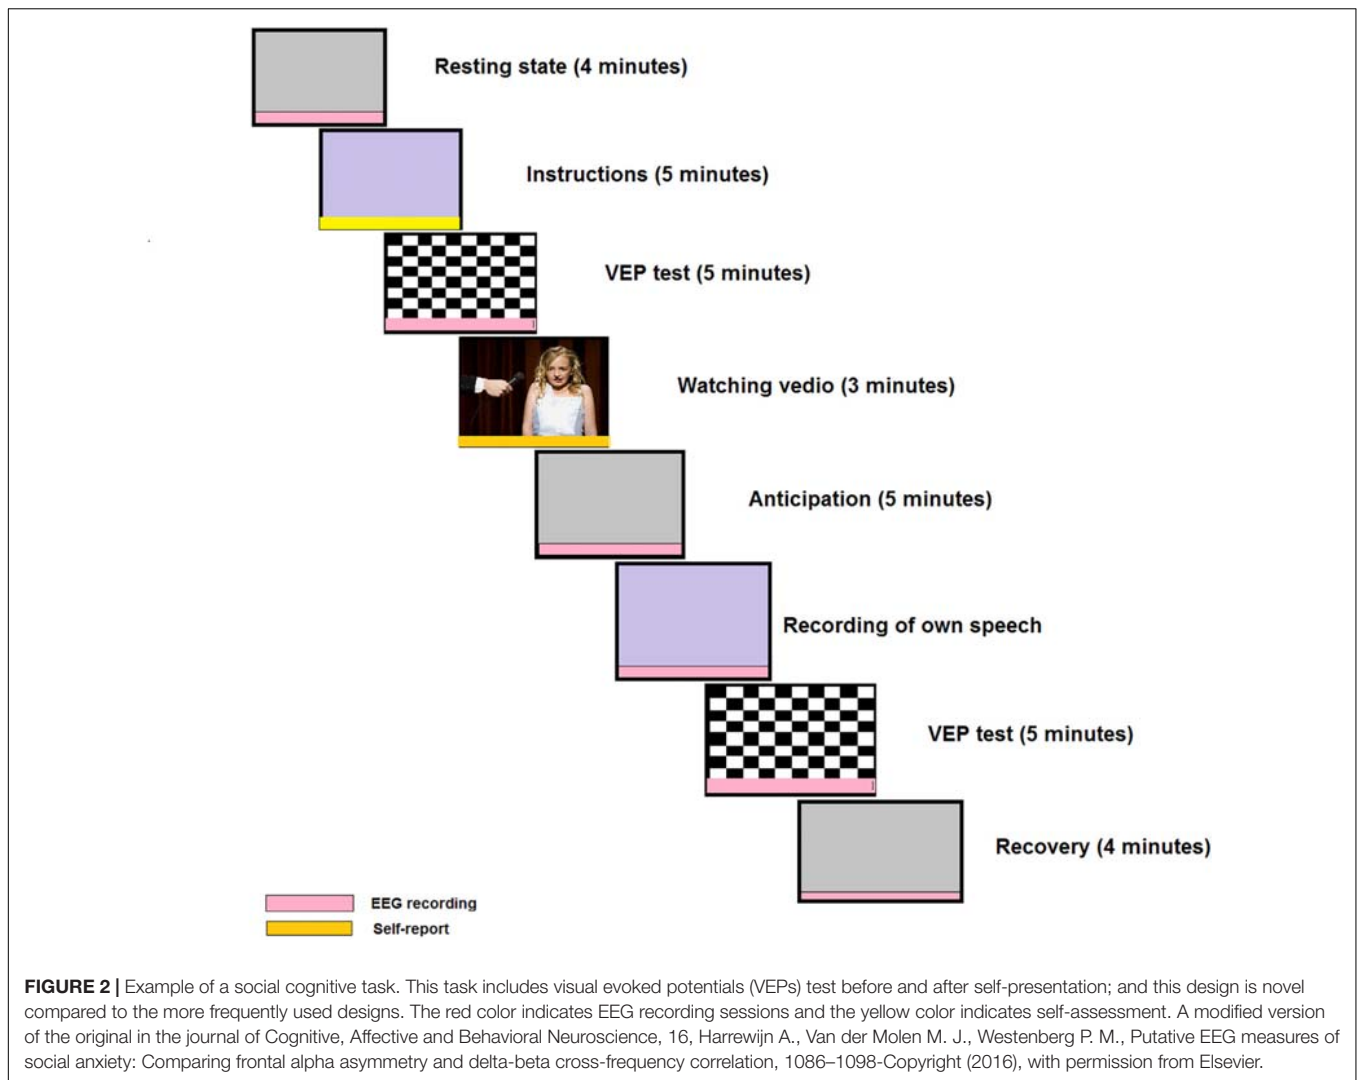 Resting state (4 minutes)
Instructions (5 minutes)
VEP test (5 minutes)
Watching vedio (3 minutes)
Anticipation (5 minutes)
Recording of own speech
VEP test (5 minutes)
Recovery (4 minutes)
EEG recording
Self-report
FIGURE 2 | Example of a social cognitive task. This task includes visual evoked potentials (VEPs) test before and after self-presentation; and this design is novel
compared to the more frequently used designs. The red color indicates EEG recording sessions and the yellow color indicates self-assessment. A modified version
of the original in the journal of Cognitive, Affective and Behavioral Neuroscience, 16, Harrewijn A., Van der Molen M. J., Westenberg P. M., Putative EEG measures of
social anxiety: Comparing frontal alpha asymmetry and delta-beta cross-frequency correlation, 1086–1098-Copyright (2016), with permission from Elsevier.